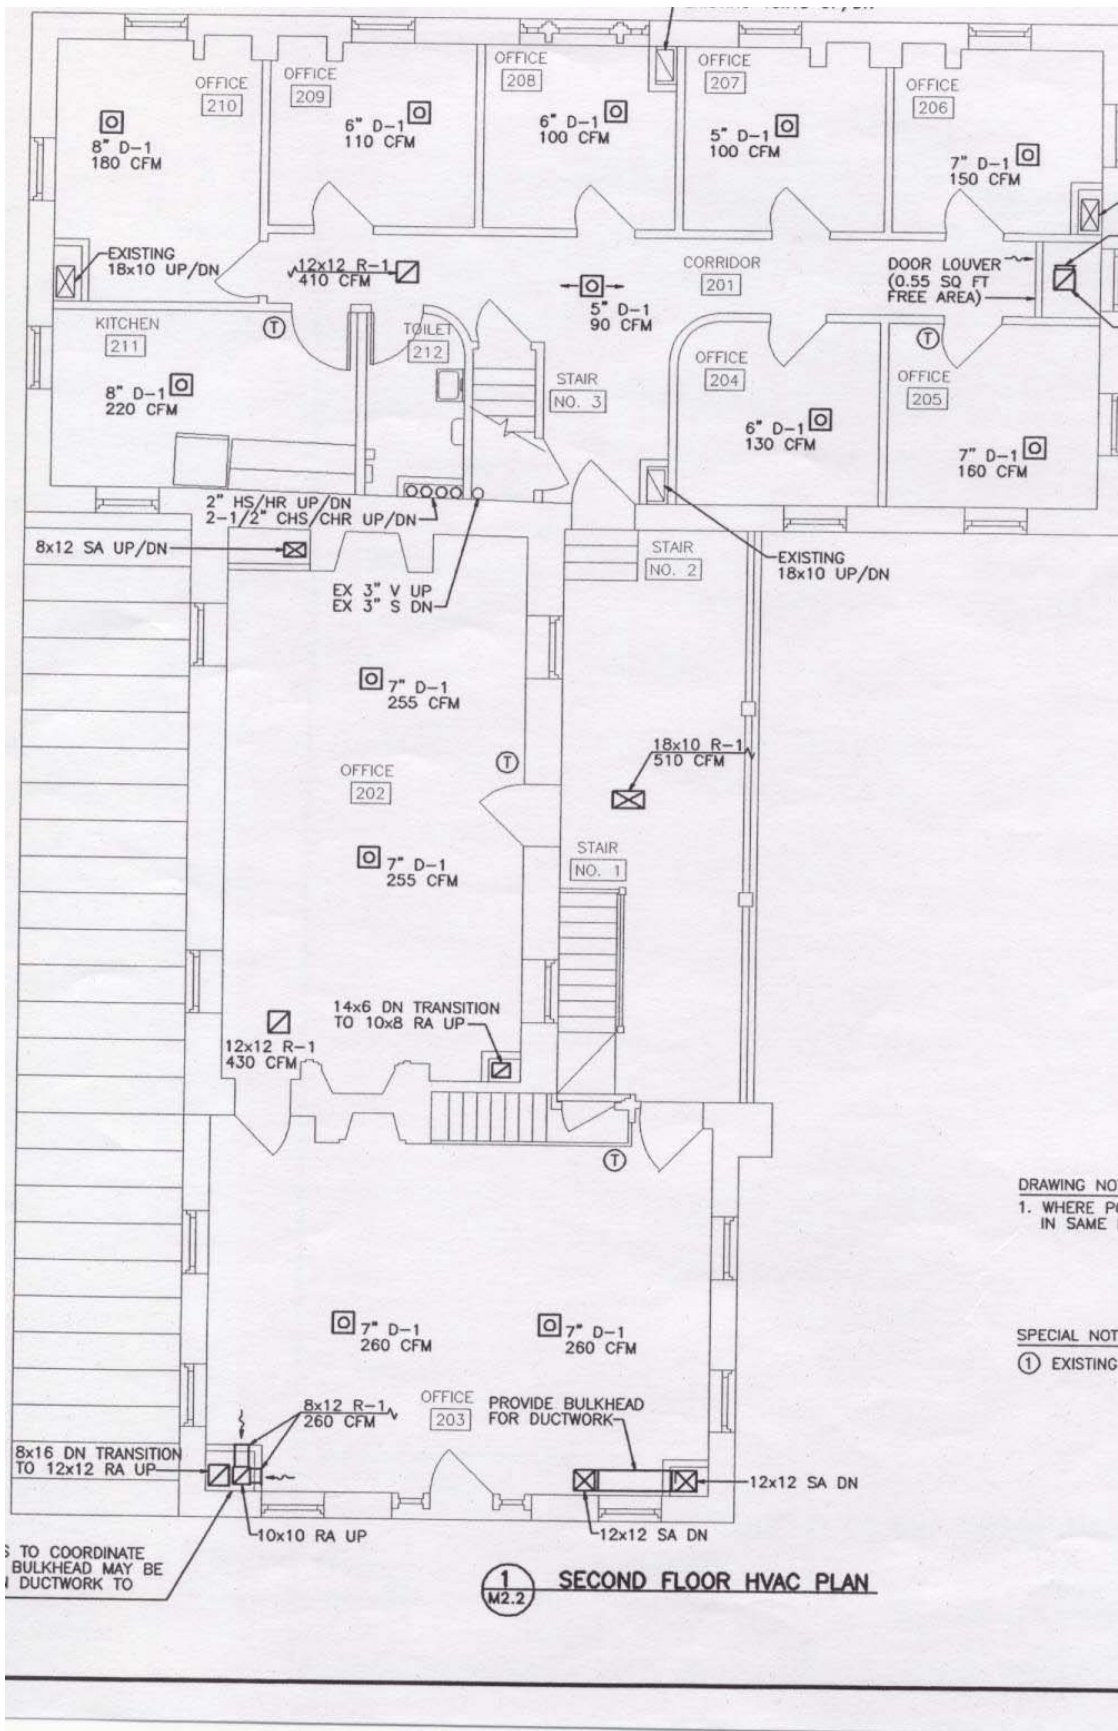 OFFICE
210
OFFICE
209
OFFICE
208
OFFICE
207
OFFICE
206
8" D-1
180 CFM
6" D-1
110 CFM
6" D-1
100 CFM
5" D-1
100 CFM
7" D-1
150 CFM
EXISTING
18x10 UP/DN
12x12 R-1
410 CFM
CORRIDOR
201
DOOR LOUVER
(0.55 SQ FT
FREE AREA)
5" D-1
90 CFM
KITCHEN
211
T
TOILET
212
T
8" D-1
220 CFM
STAIR
NO. 3
OFFICE
204
OFFICE
205
6" D-1
130 CFM
7" D-1
160 CFM
2" HS/HR UP/DN
2-1/2" CHS/CHR UP/DN
8x12 SA UP/DN
STAIR
NO. 2
EXISTING
18x10 UP/DN
EX 3" V UP
EX 3" S DN
7" D-1
255 CFM
18x10 R-1
510 CFM
OFFICE
202
T
7" D-1
255 CFM
STAIR
NO. 1
14x6 DN TRANSITION
TO 10x8 RA UP
12x12 R-1
430 CFM
T
DRAWING NO
1. WHERE P
IN SAME
7" D-1
260 CFM
7" D-1
260 CFM
SPECIAL NOT
1 EXISTING
8x12 R-1
260 CFM
OFFICE
203
PROVIDE BULKHEAD
FOR DUCTWORK
8x16 DN TRANSITION
TO 12x12 RA UP
12x12 SA DN
10x10 RA UP
12x12 SA DN
S TO COORDINATE
BULKHEAD MAY BE
DUCTWORK TO
1
M2.2
SECOND FLOOR HVAC PLAN